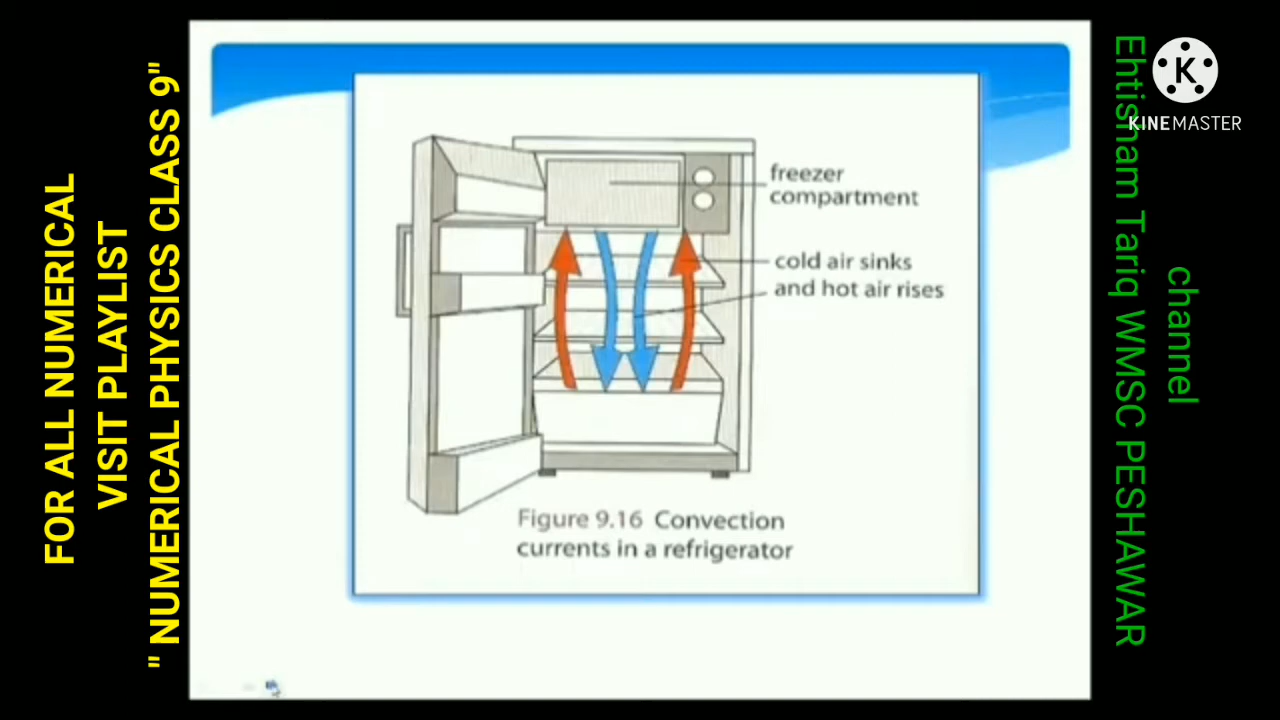 FOR ALL NUMERICAL
VISIT PLAYLIST
" NUMERICAL PHYSICS CLASS 9"
freezer
compartment
cold air sinks
and hot air rises
Figure 9.16 Convection
currents in a refrigerator
K
KINEMASTER
channel
Ehtisham Tariq WMSC PESHAWAR